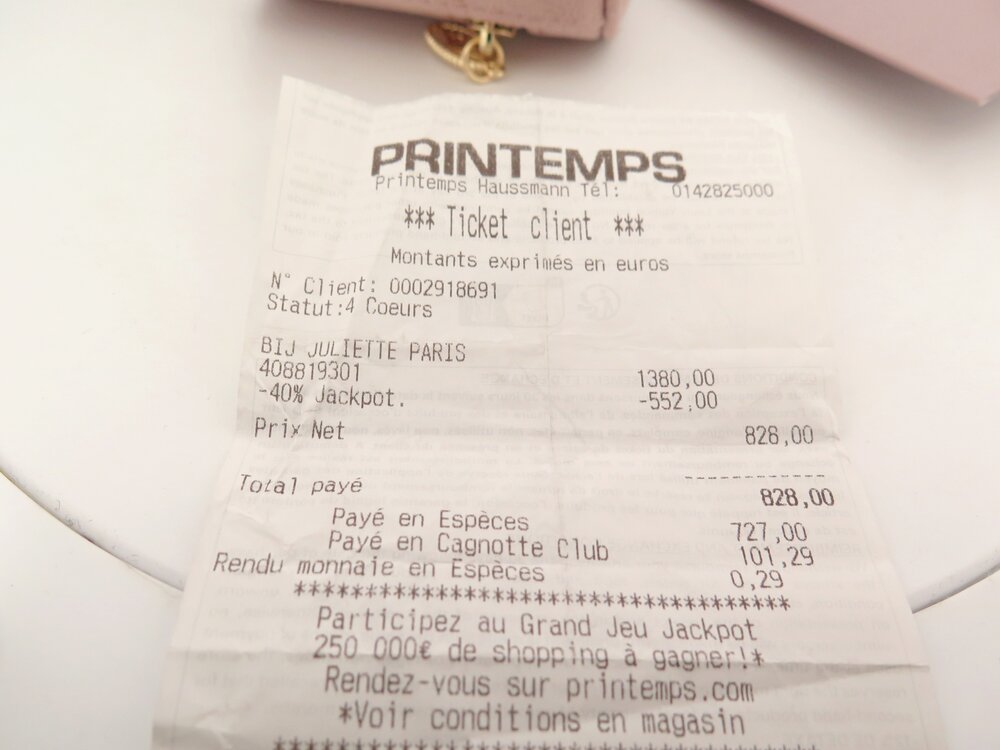 PRINTEMPS
Printemps Haussmann Tél: 0142825000
*** Ticket client ***
Montants exprimés en euros
N° Client: 0002918691
Statut:4 Coeurs
BIJ JULIETTE PARIS
408819301 1380,00
-40% Jackpot. -552,00
Prix Net 828,00
--------------
Total payé 828,00
Payé en Espèces 727,00
Payé en Cagnotte Club 101,29
Rendu monnaie en Espèces 0,29
**************************************
Participez au Grand Jeu Jackpot
250 000€ de shopping à gagner!*
Rendez-vous sur printemps.com
*Voir conditions en magasin
**************************************